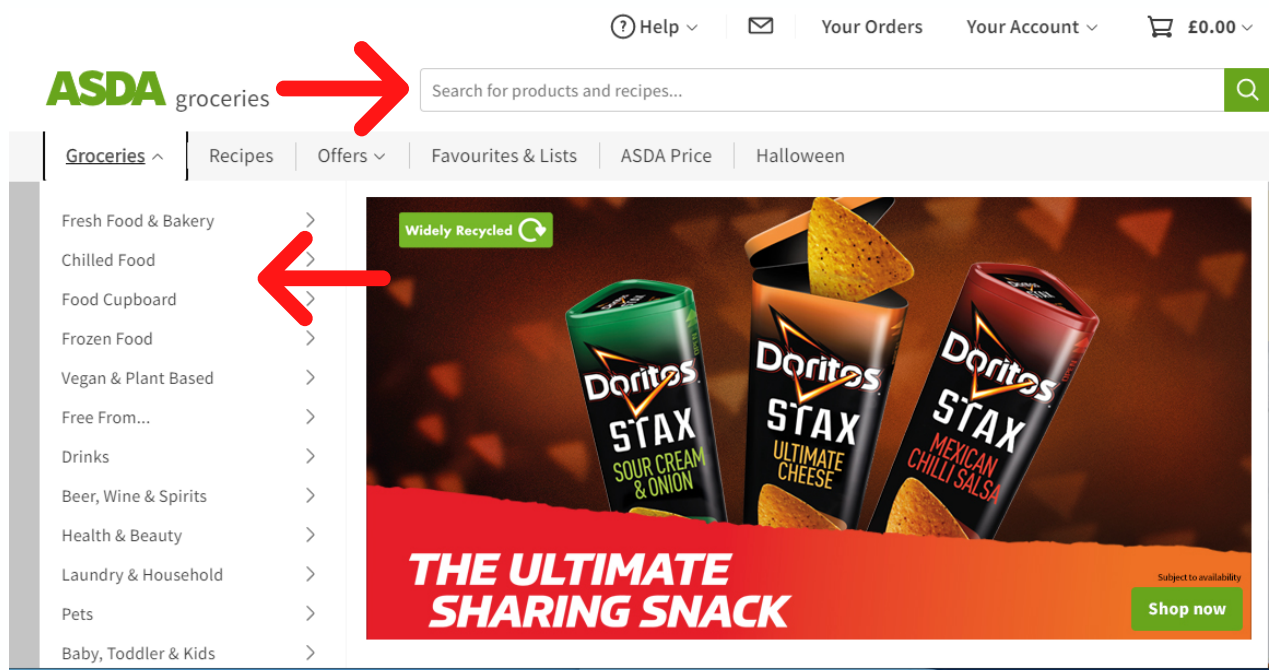 Help
Your Orders
Your Account
£0.00
ASDA groceries
Search for products and recipes...
Groceries
Recipes
Offers
Favourites & Lists
ASDA Price
Halloween
Fresh Food & Bakery
Chilled Food
Food Cupboard
Frozen Food
Vegan & Plant Based
Free From...
Drinks
Beer, Wine & Spirits
Health & Beauty
Laundry & Household
Pets
Baby, Toddler & Kids
Widely Recycled
Doritos
STAX
SOUR CREAM
& ONION
Doritos
STAX
ULTIMATE
CHEESE
Doritos
STAX
MEXICAN
CHILLI SALSA
THE ULTIMATE
SHARING SNACK
Subject to availability
Shop now